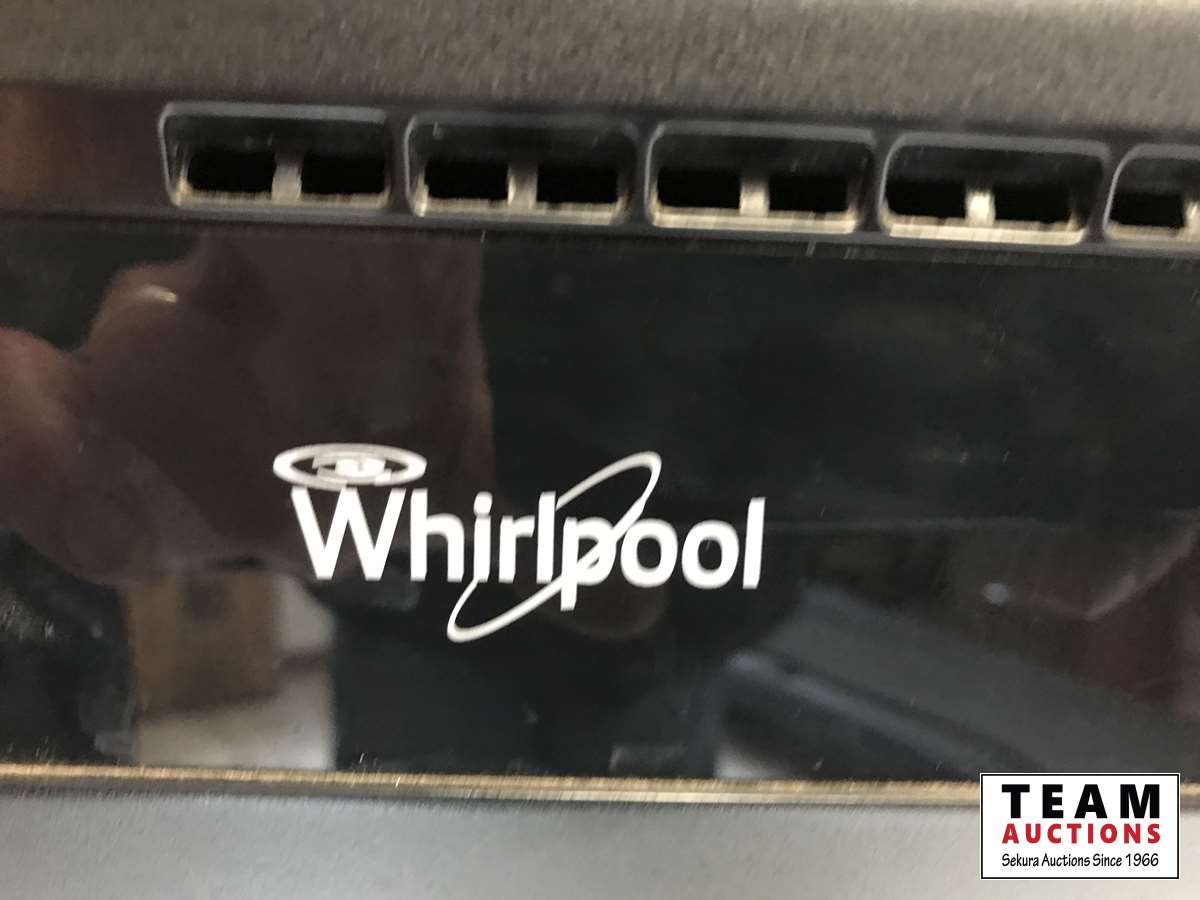 Whirlpool
TEAM
AUCTIONS
Sekura Auctions Since 1966